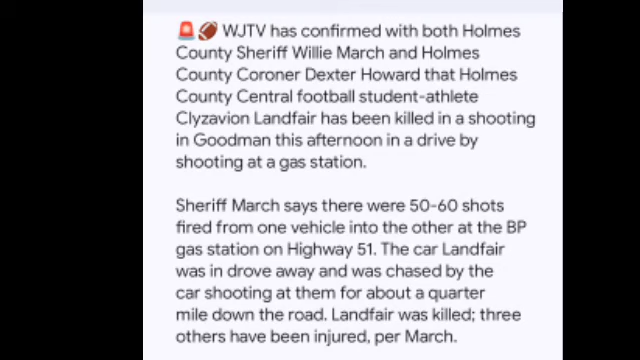 🚨🏈 WJTV has confirmed with both Holmes
County Sheriff Willie March and Holmes
County Coroner Dexter Howard that Holmes
County Central football student-athlete
Clyzavion Landfair has been killed in a shooting
in Goodman this afternoon in a drive by
shooting at a gas station.
Sheriff March says there were 50-60 shots
fired from one vehicle into the other at the BP
gas station on Highway 51. The car Landfair
was in drove away and was chased by the
car shooting at them for about a quarter
mile down the road. Landfair was killed; three
others have been injured, per March.